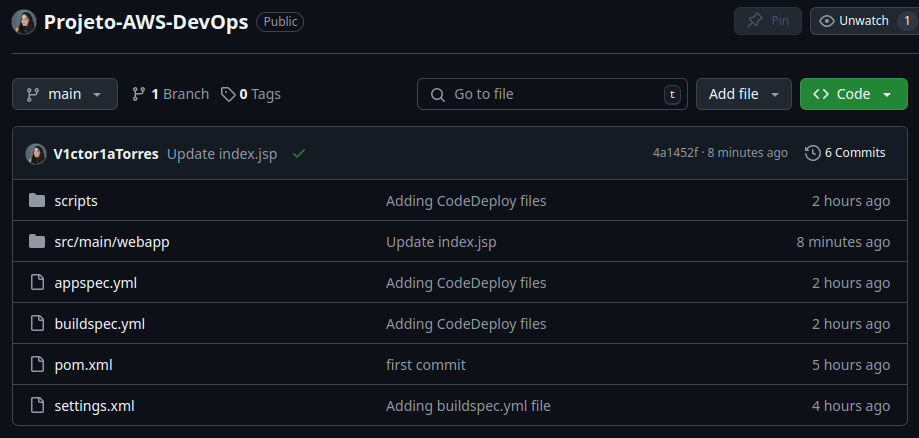 Projeto-AWS-DevOps Public Pin Unwatch 1
main 1 Branch 0 Tags Go to file t Add file Code
V1ctor1aTorres Update index.jsp 4a1452f · 8 minutes ago 6 Commits
scripts Adding CodeDeploy files 2 hours ago
src/main/webapp Update index.jsp 8 minutes ago
appspec.yml Adding CodeDeploy files 2 hours ago
buildspec.yml Adding CodeDeploy files 2 hours ago
pom.xml first commit 5 hours ago
settings.xml Adding buildspec.yml file 4 hours ago